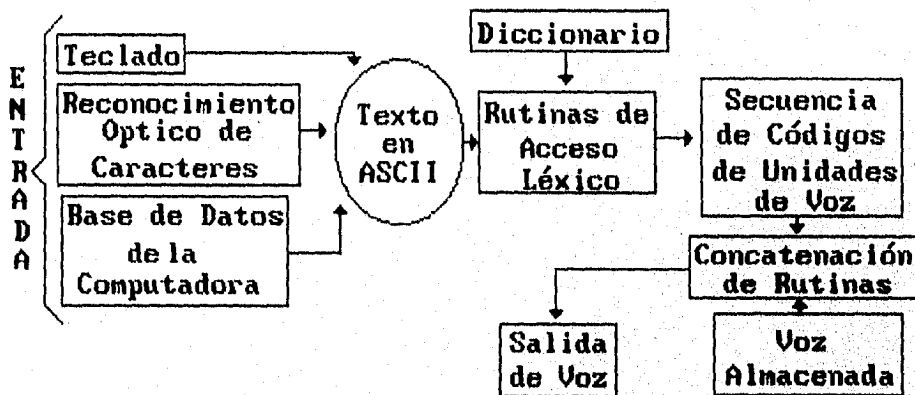 ENTRADA
Teclado
Reconocimiento
Optico de
Caracteres
Base de Datos
de la
Computadora
Texto
en
ASCII
Diccionario
Rutinas de
Acceso
Léxico
Secuencia
de Códigos
de Unidades
de Voz
Concatenación
de Rutinas
Voz
Almacenada
Salida
de Voz